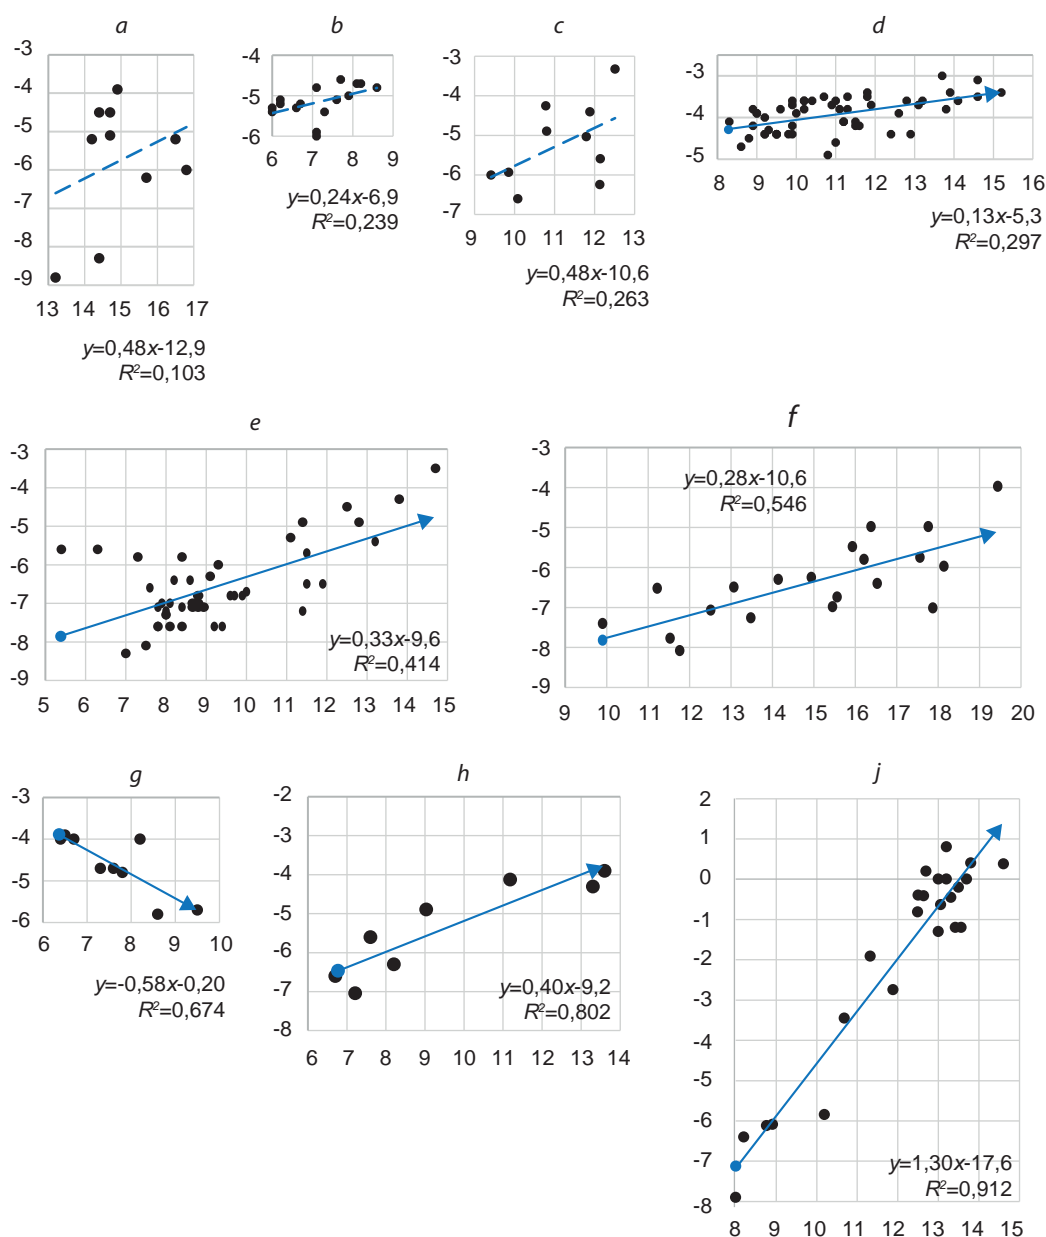 a
-3
-4
-5
-6
-7
-8
-9
13 14 15 16 17
y=0,48x-12,9
R²=0,103
b
-4
-5
-6
6 7 8 9
y=0,24x-6,9
R²=0,239
c
-3
-4
-5
-6
-7
9 10 11 12 13
y=0,48x-10,6
R²=0,263
d
-3
-4
-5
8 9 10 11 12 13 14 15 16
y=0,13x-5,3
R²=0,297
e
-3
-4
-5
-6
-7
-8
-9
5 6 7 8 9 10 11 12 13 14 15
y=0,33x-9,6
R²=0,414
f
-3
-4
-5
-6
-7
-8
-9
9 10 11 12 13 14 15 16 17 18 19 20
y=0,28x-10,6
R²=0,546
g
-3
-4
-5
-6
6 7 8 9 10
y=-0,58x-0,20
R²=0,674
h
-2
-3
-4
-5
-6
-7
-8
6 7 8 9 10 11 12 13 14
y=0,40x-9,2
R²=0,802
j
2
1
0
-1
-2
-3
-4
-5
-6
-7
-8
8 9 10 11 12 13 14 15
y=1,30x-17,6
R²=0,912